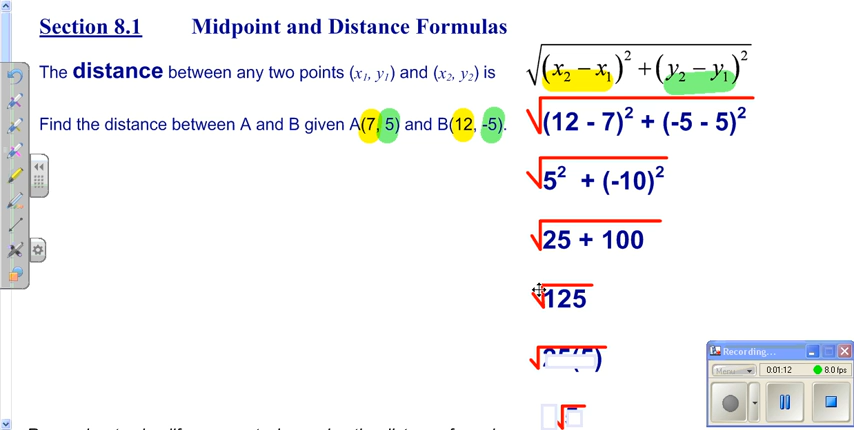 Section 8.1 Midpoint and Distance Formulas
The distance between any two points (x₁, y₁) and (x₂, y₂) is √(x₂ − x₁)² + (y₂ − y₁)²
Find the distance between A and B given A(7, 5) and B(12, -5).
√(12 - 7)² + (-5 - 5)²
√5² + (-10)²
√25 + 100
√125
Recording...
Menu
0:01:12
8.0 fps